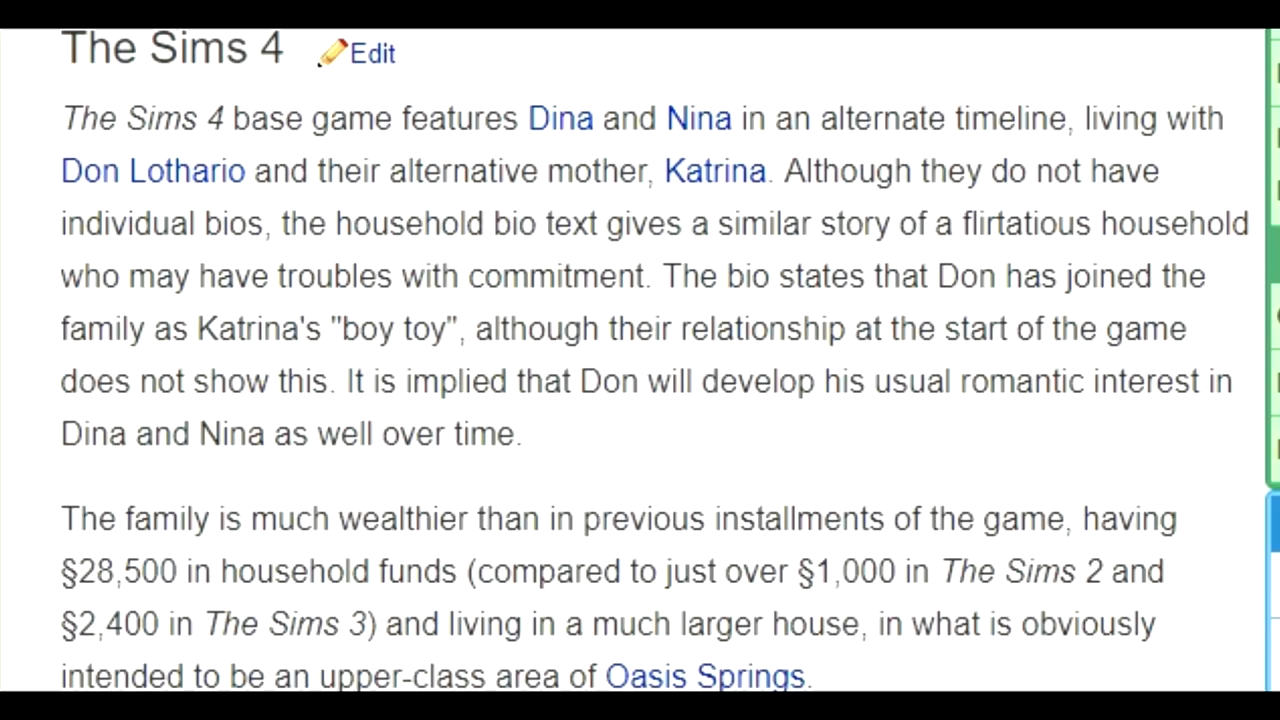 The Sims 4 Edit
The Sims 4 base game features Dina and Nina in an alternate timeline, living with
Don Lothario and their alternative mother, Katrina. Although they do not have
individual bios, the household bio text gives a similar story of a flirtatious household
who may have troubles with commitment. The bio states that Don has joined the
family as Katrina's "boy toy", although their relationship at the start of the game
does not show this. It is implied that Don will develop his usual romantic interest in
Dina and Nina as well over time.
The family is much wealthier than in previous installments of the game, having
§28,500 in household funds (compared to just over §1,000 in The Sims 2 and
§2,400 in The Sims 3) and living in a much larger house, in what is obviously
intended to be an upper-class area of Oasis Springs.